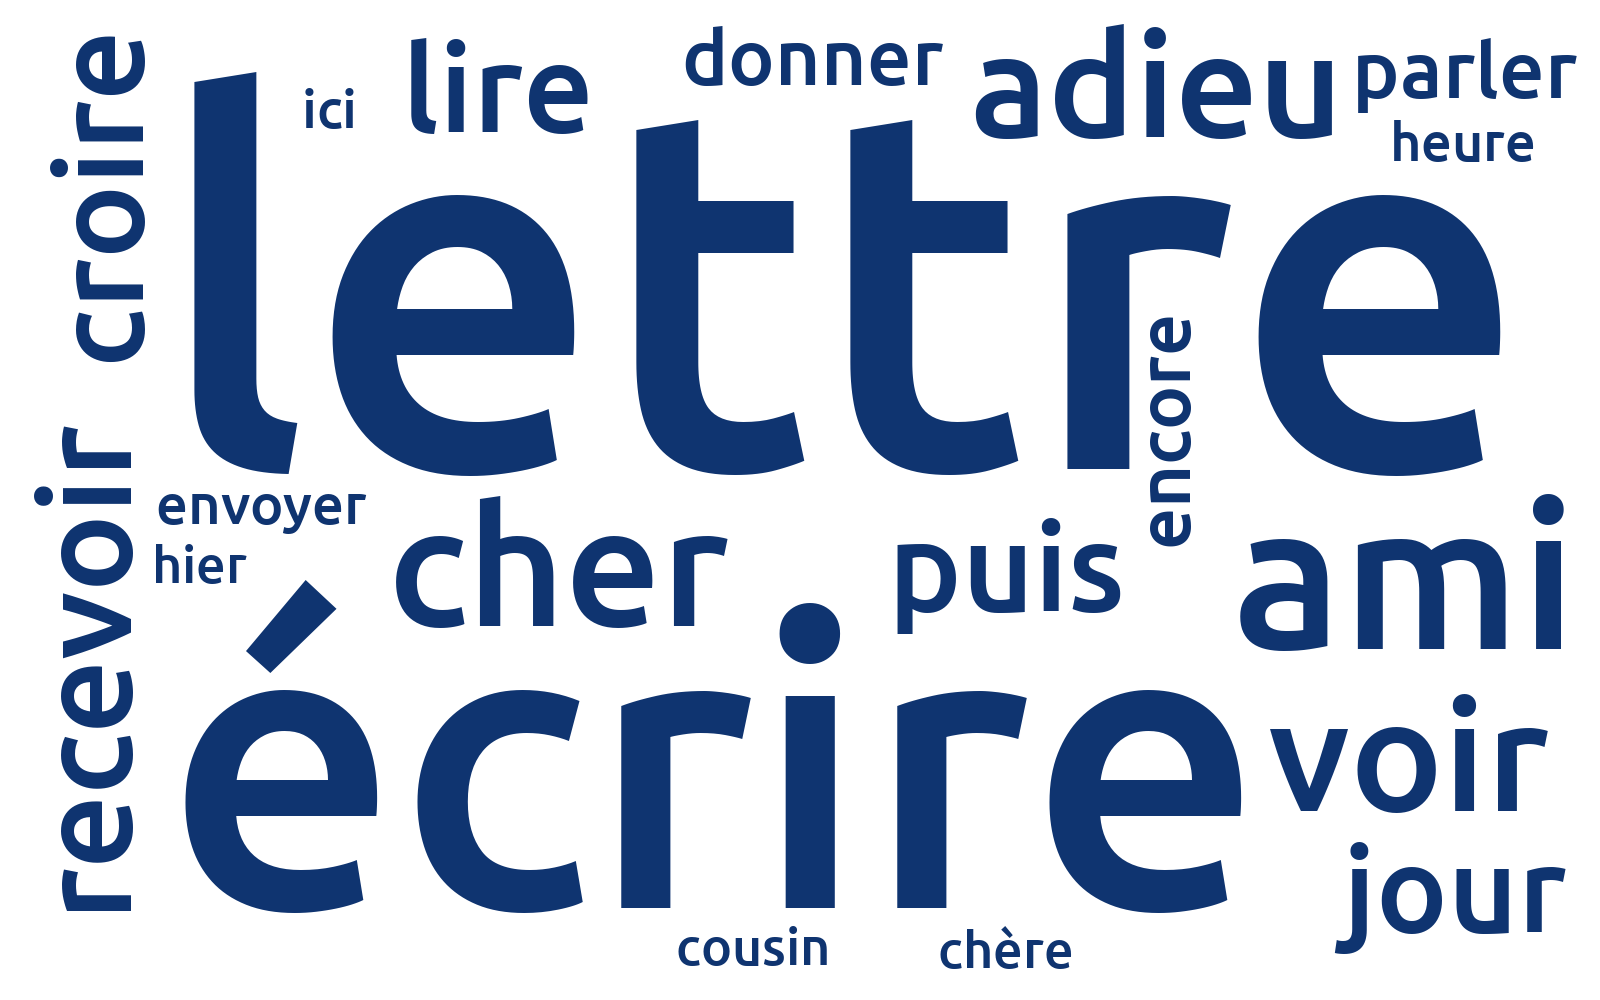 croire
ici
lire
donner
adieu
parler
heure
lettre
encore
recevoir
envoyer
hier
cher
puis
ami
écrire
voir
jour
cousin
chère